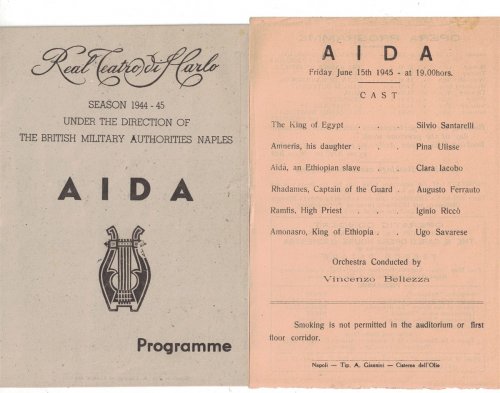 Real Teatro di S. Carlo
SEASON 1944 - 45
UNDER THE DIRECTION OF
THE BRITISH MILITARY AUTHORITIES NAPLES
AIDA
Programme
AIDA
Friday June 15th 1945 - at 19.00hors.
CAST
The King of Egypt . Silvio Santarelli
Amneris, his daughter . Pina Ulisse
Aida, an Ethiopian slave . Clara Iacobo
Rhadames, Captain of the Guard . Augusto Ferrauto
Ramfis, High Priest . Iginio Riccò
Amonasro, King of Ethiopia . Ugo Savarese
Orchestra Conducted by
Vincenzo Bellezza
Smoking is not permitted in the auditorium or first
floor corridor.
Napoli — Tip. A. Giannini — Cisterna dell'Olio